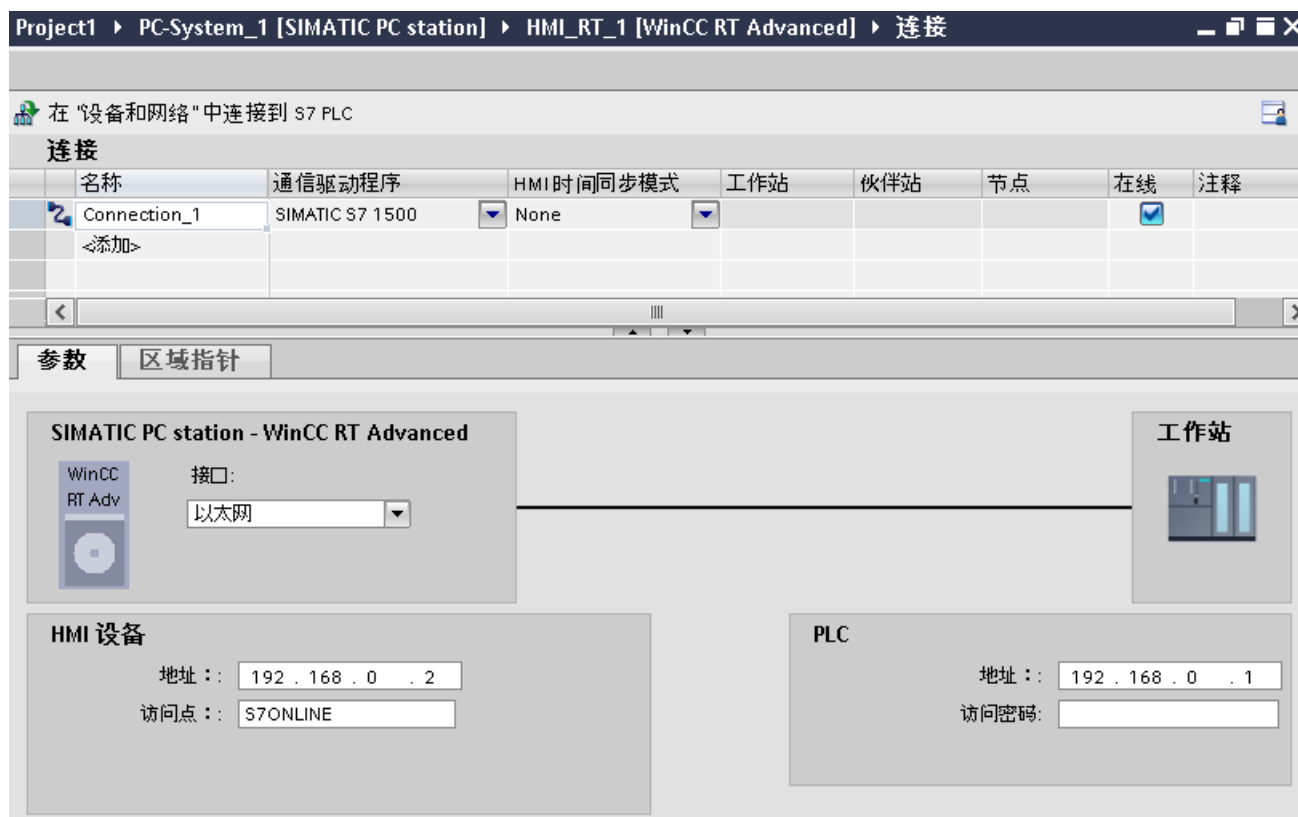 Project1 ▸ PC-System_1 [SIMATIC PC station] ▸ HMI_RT_1 [WinCC RT Advanced] ▸ 连接
在 "设备和网络" 中连接到 S7 PLC
连接
名称 通信驱动程序 HMI时间同步模式 工作站 伙伴站 节点 在线 注释
Connection_1 SIMATIC S7 1500 None
<添加>
参数 区域指针
SIMATIC PC station - WinCC RT Advanced 工作站
WinCC 接口:
RT Adv
以太网
HMI 设备 PLC
地址:: 192 . 168 . 0 . 2 地址:: 192 . 168 . 0 . 1
访问点:: S7ONLINE 访问密码: